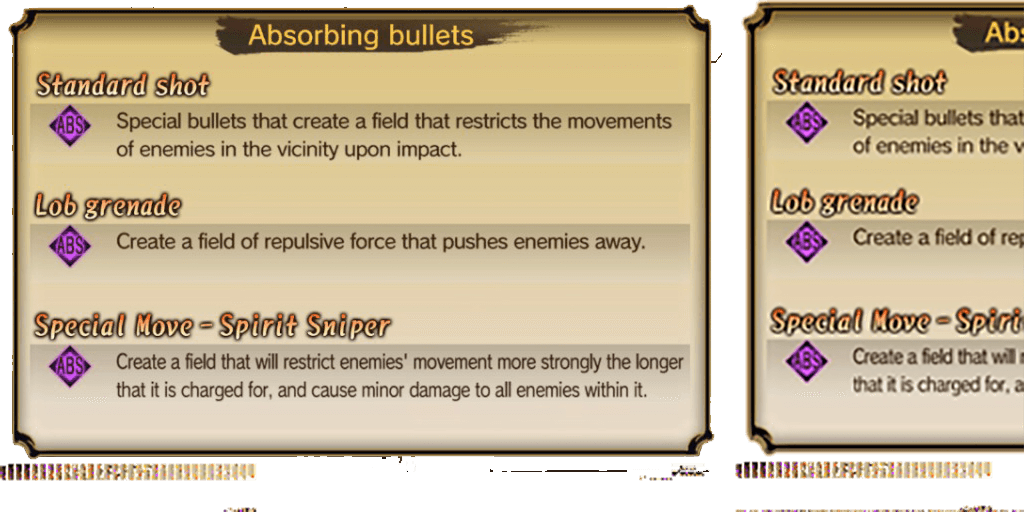 Absorbing bullets
Standard shot
ABS
Special bullets that create a field that restricts the movements
of enemies in the vicinity upon impact.
Lob grenade
ABS
Create a field of repulsive force that pushes enemies away.
Special Move - Spirit Sniper
ABS
Create a field that will restrict enemies' movement more strongly the longer
that it is charged for, and cause minor damage to all enemies within it.
Abs
Standard shot
ABS
Special bullets that
of enemies in the v
Lob grenade
ABS
Create a field of rep
Special Move - Spiri
ABS
Create a field that will
that it is charged for, a